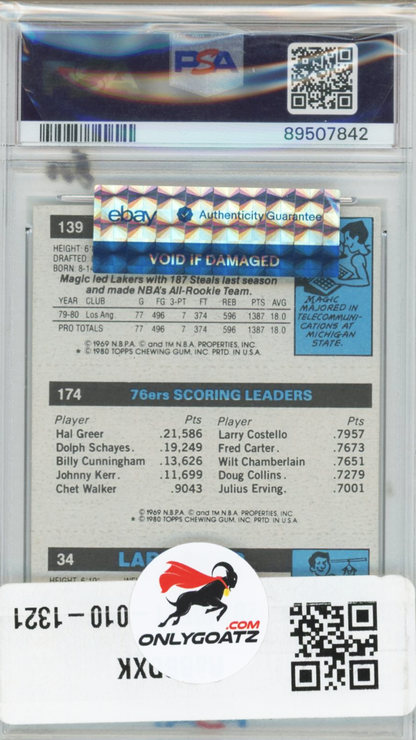 PSA
89507842
ebay Authenticity Guarantee
VOID IF DAMAGED
139
HEIGHT: 6'
DRAFTED
BORN: 8-14
Magic led Lakers with 187 Steals last season
and made NBA's All-Rookie Team.
YEAR CLUB G FG 3-PT FT REB PTS AVG
79-80 Los Ang. 77 496 7 374 596 1387 18.0
PRO TOTALS 77 496 7 374 596 1387 18.0
© 1969 N.B.P.A. © and TM N.B.A. PROPERTIES, INC.
* © 1980 TOPPS CHEWING GUM, INC. PRTD. IN U.S.A.
MAGIC
MAJORED IN
TELECOMMUNI-
CATIONS AT
MICHIGAN
STATE.
174 76ers SCORING LEADERS
Player Pts Player Pts
Hal Greer .21,586 Larry Costello .7957
Dolph Schayes. .19,249 Fred Carter. .7673
Billy Cunningham .13,626 Wilt Chamberlain .7651
Johnny Kerr. .11,699 Doug Collins. .7279
Chet Walker .9043 Julius Erving. .7001
© 1969 N.B.P.A. © and TM N.B.A. PROPERTIES, INC.
* © 1980 TOPPS CHEWING GUM, INC. PRTD. IN U.S.A.
34
HEIGHT: 6'10"
ONLYGOATZ
.COM
010-1321
DXK
PSA